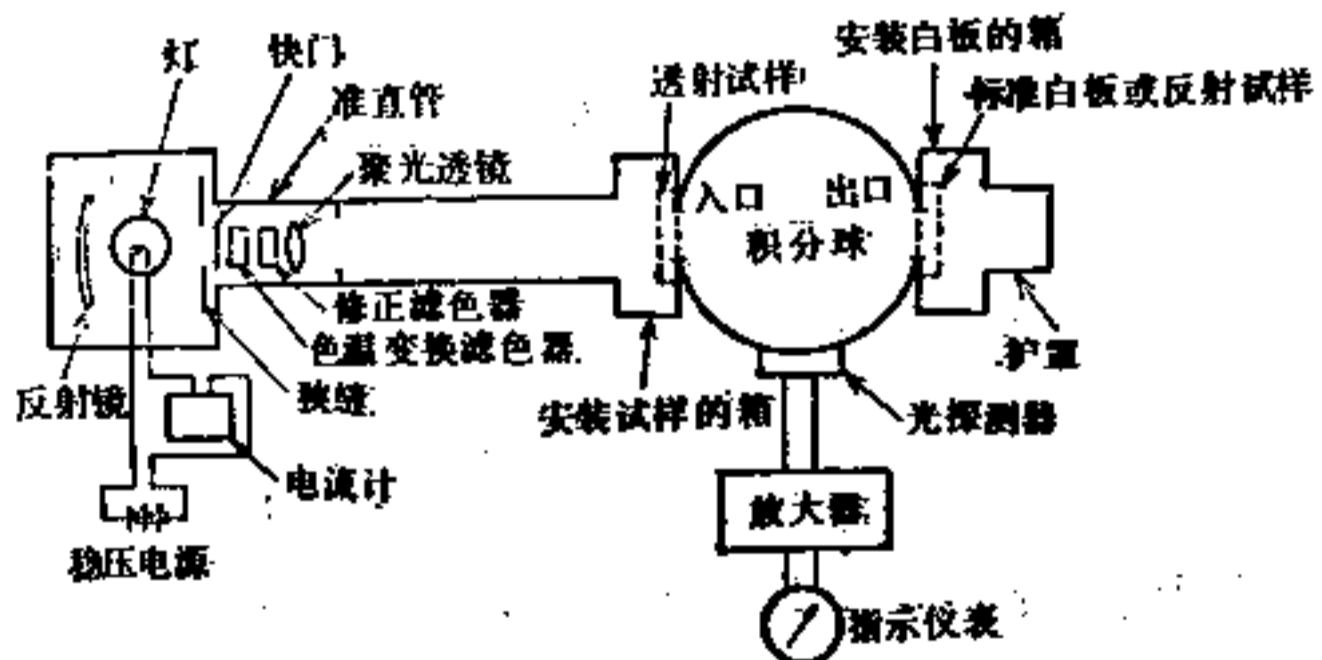 安装白板的箱
灯
快门
透射试样
标准白板或反射试样
准直管
聚光透镜
入口
出口
积分球
修正滤色器
色温变换滤色器
护罩
反射镜
狭缝
安装试样的箱
光探测器
电流计
放大器
稳压电源
指示仪表